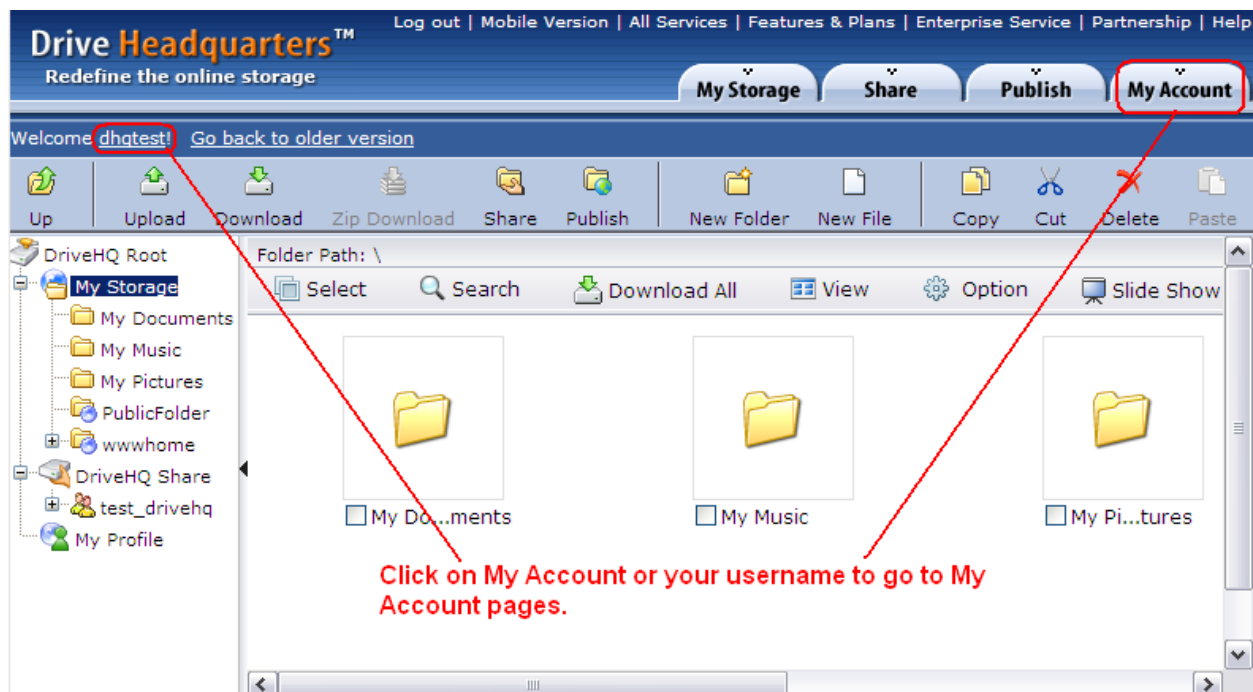 Log out | Mobile Version | All Services | Features & Plans | Enterprise Service | Partnership | Help
Drive Headquarters™
Redefine the online storage
My Storage Share Publish My Account
Welcome dhqtest! Go back to older version
Up Upload Download Zip Download Share Publish New Folder New File Copy Cut Delete Paste
DriveHQ Root
Folder Path: \
My Storage
Select Search Download All View Option Slide Show
My Documents
My Music
My Pictures
PublicFolder
wwwhome
DriveHQ Share
test_drivehq
My Profile
My Do...ments My Music My Pi...tures
Click on My Account or your username to go to My
Account pages.